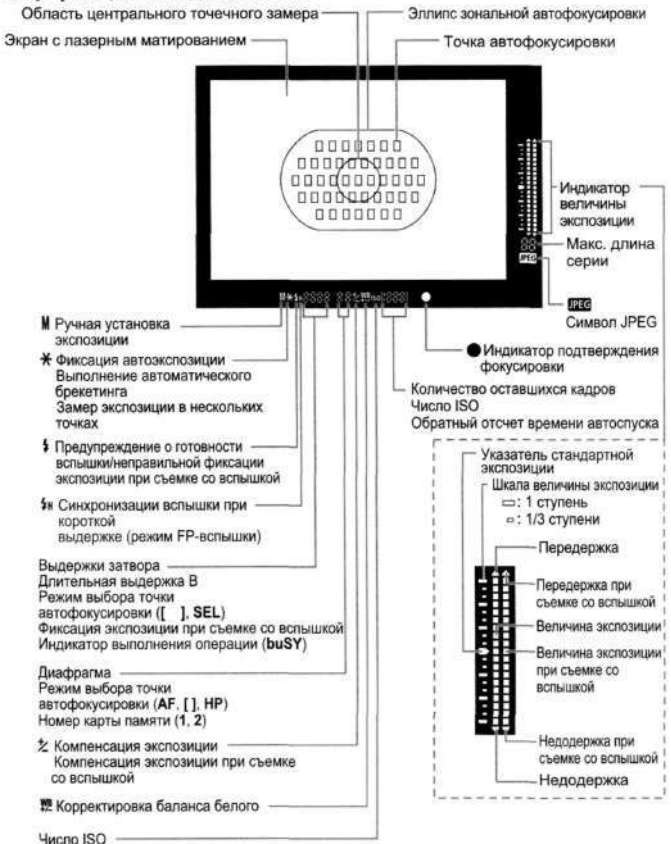 Область центрального точечного замера
Эллипс зональной автофокусировки
Экран с лазерным матированием
Точка автофокусировки
Индикатор
величины
экспозиции
Макс. длина
серии
JPEG
JPEG
Символ JPEG
M Ручная установка
экспозиции
✱ Фиксация автоэкспозиции
Выполнение автоматического
брекетинга
Замер экспозиции в нескольких
точках
Индикатор подтверждения
фокусировки
Количество оставшихся кадров
Число ISO
Обратный отсчет времени автоспуска
Предупреждение о готовности
вспышки/неправильной фиксации
экспозиции при съемке со вспышкой
H Синхронизации вспышки при
короткой
выдержке (режим FP-вспышки)
Выдержки затвора
Длительная выдержка B
Режим выбора точки
автофокусировки ([ ], SEL)
Фиксация экспозиции при съемке со вспышкой
Индикатор выполнения операции (buSY)
Диафрагма
Режим выбора точки
автофокусировки (AF, [ ], HP)
Номер карты памяти (1, 2)
Компенсация экспозиции
Компенсация экспозиции при съемке
со вспышкой
Корректировка баланса белого
Число ISO
Указатель стандартной
экспозиции
Шкала величины экспозиции
: 1 ступень
: 1/3 ступени
Передержка
Передержка при
съемке со вспышкой
Величина экспозиции
Величина экспозиции
при съемке со
вспышкой
Недодержка при
съемке со вспышкой
Недодержка